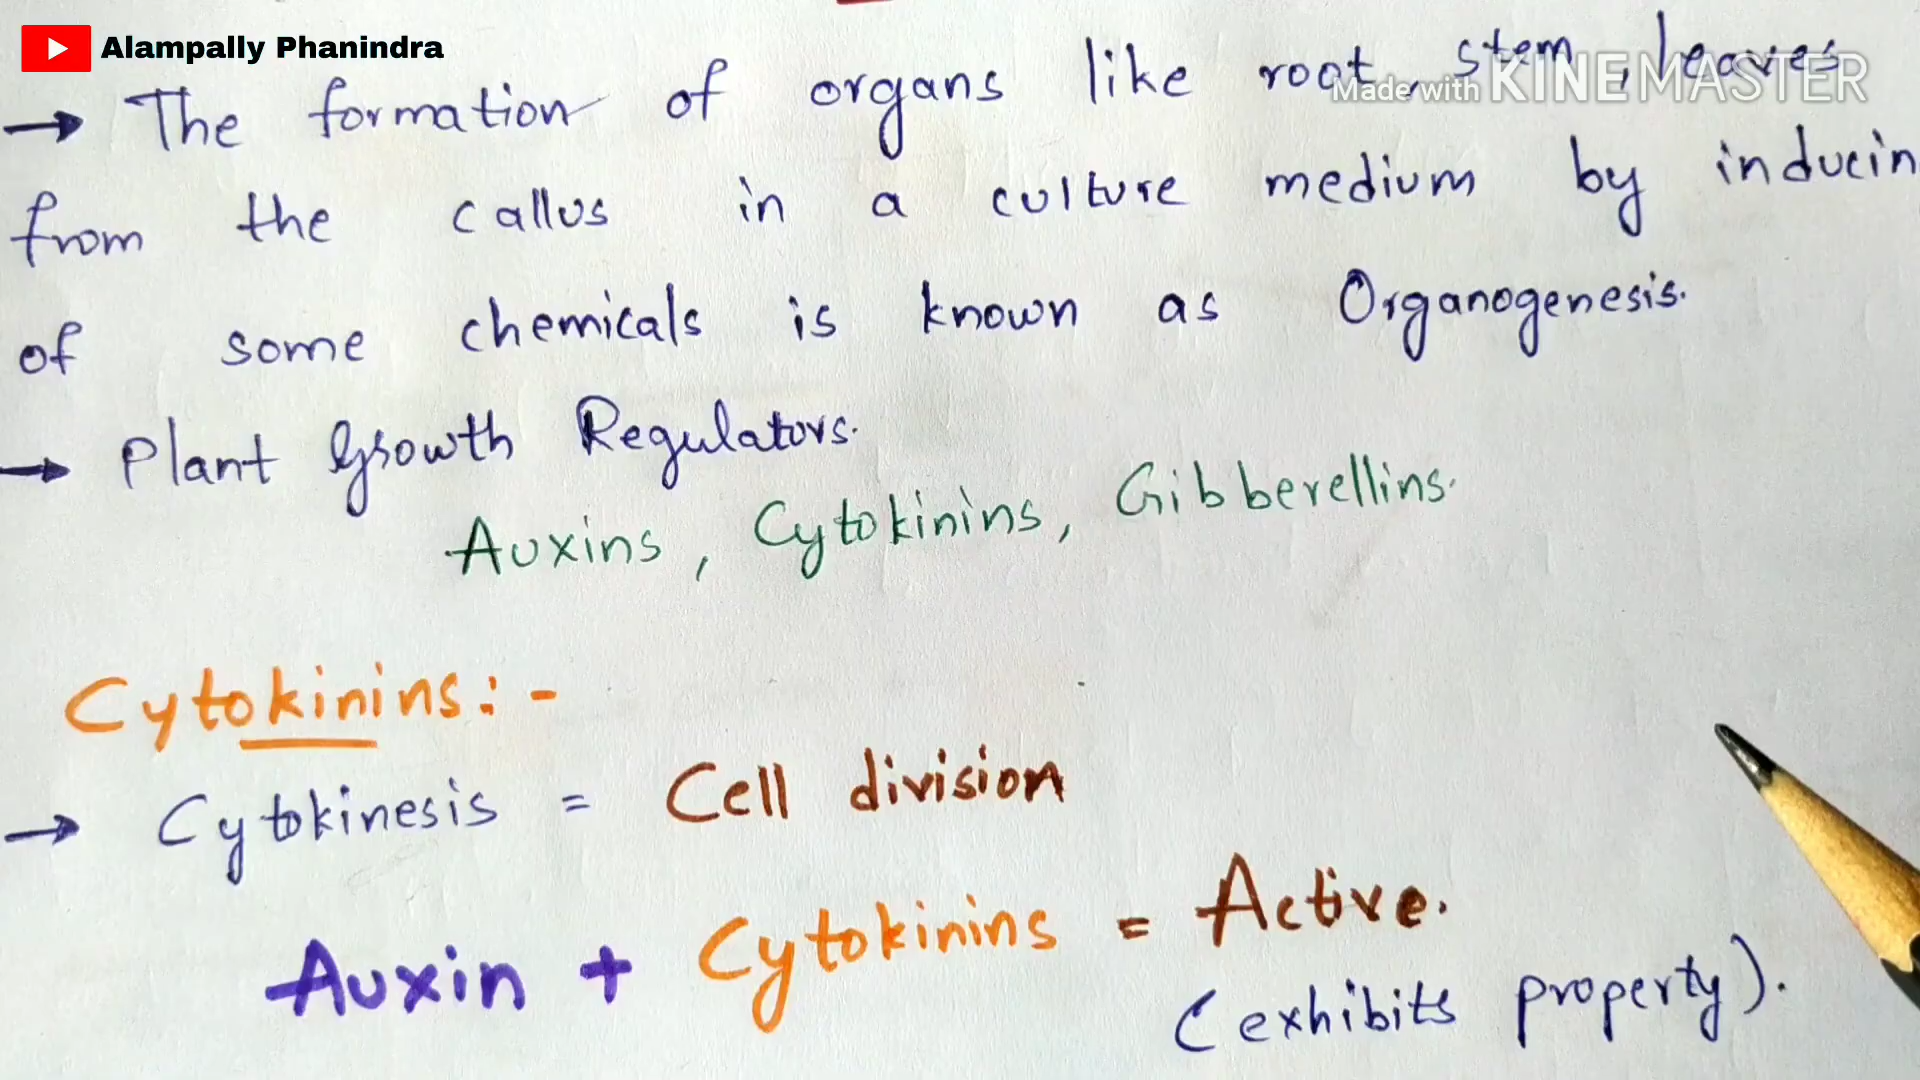 Alampally Phanindra
Made with KINEMASTER
→ The formation of organs like root, stem, leaves
from the callus in a culture medium by inducin
of some chemicals is known as Organogenesis.
→ Plant Growth Regulators.
Auxins, Cytokinins, Gibberellins.
Cytokinins:-
→ Cytokinesis = Cell division
Auxin + Cytokinins = Active.
(exhibits property).